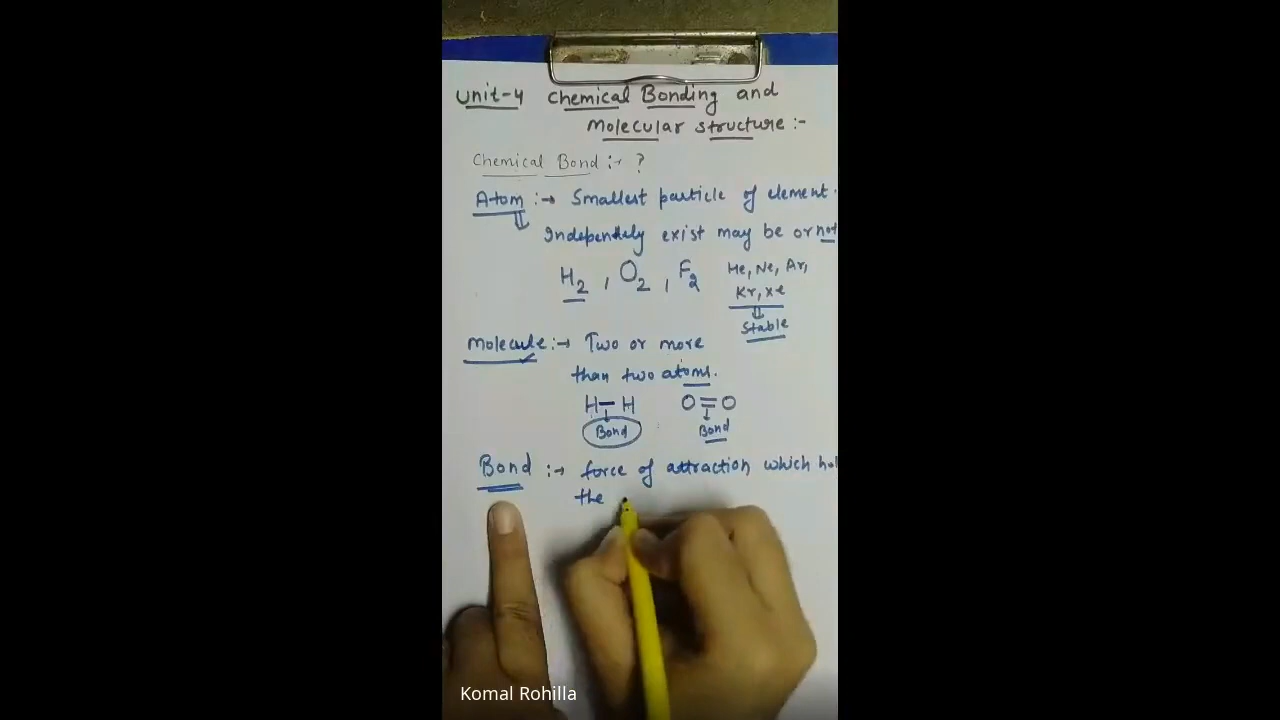 Unit-4 Chemical Bonding and
Molecular structure :-
Chemical Bond :→ ?
Atom :→ Smallest particle of element.
Independtely exist may be or not
H2 , O2 , F2
He, Ne, Ar,
Kr, Xe
⇓
Stable
Molecule :→ Two or more
than two atoms.
H—H O=O
Bond Bond
Bond :→ force of attraction which hol
the
Komal Rohilla